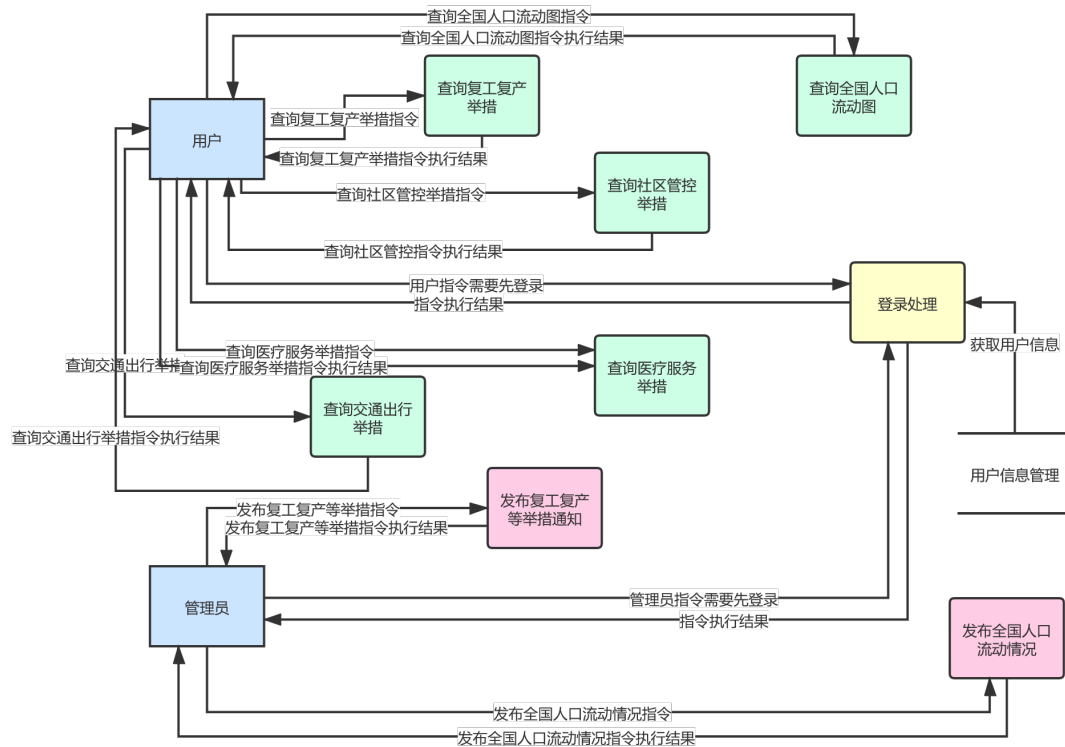 查询全国人口流动图指令
查询全国人口流动图指令执行结果
查询复工复产
举措
查询全国人口
流动图
查询复工复产举措指令
用户
查询复工复产举措指令执行结果
查询社区管控
举措
查询社区管控举措指令
查询社区管控指令执行结果
用户指令需要先登录
指令执行结果
登录处理
获取用户信息
查询医疗服务举措指令
查询交通出行举措
查询医疗服务举措指令执行结果
查询医疗服务
举措
查询交通出行
举措
查询交通出行举措指令执行结果
用户信息管理
发布复工复产
等举措通知
发布复工复产等举措指令
发布复工复产等举措指令执行结果
管理员
管理员指令需要先登录
指令执行结果
发布全国人口
流动情况
发布全国人口流动情况指令
发布全国人口流动情况指令执行结果